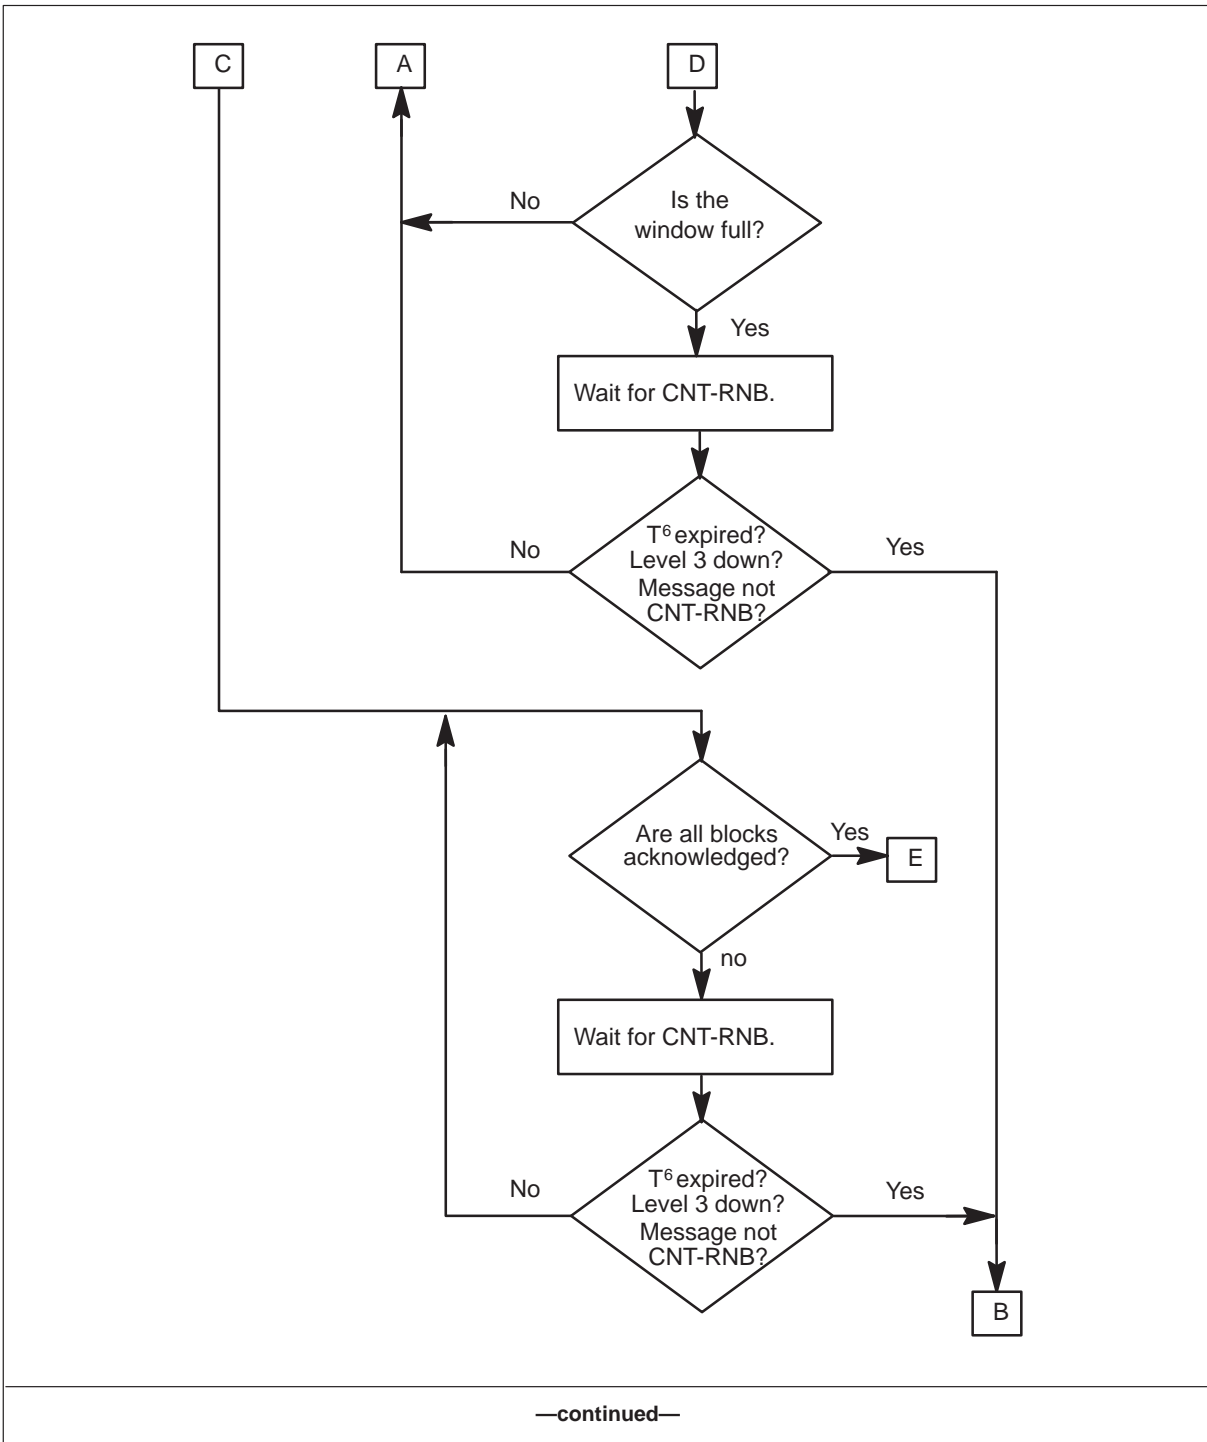 C
A
D
Is the
window full?
No
Yes
Wait for CNT-RNB.
T6 expired?
Level 3 down?
Message not
CNT-RNB?
No
Yes
Are all blocks
acknowledged?
Yes
E
no
Wait for CNT-RNB.
T6 expired?
Level 3 down?
Message not
CNT-RNB?
No
Yes
B
—continued—